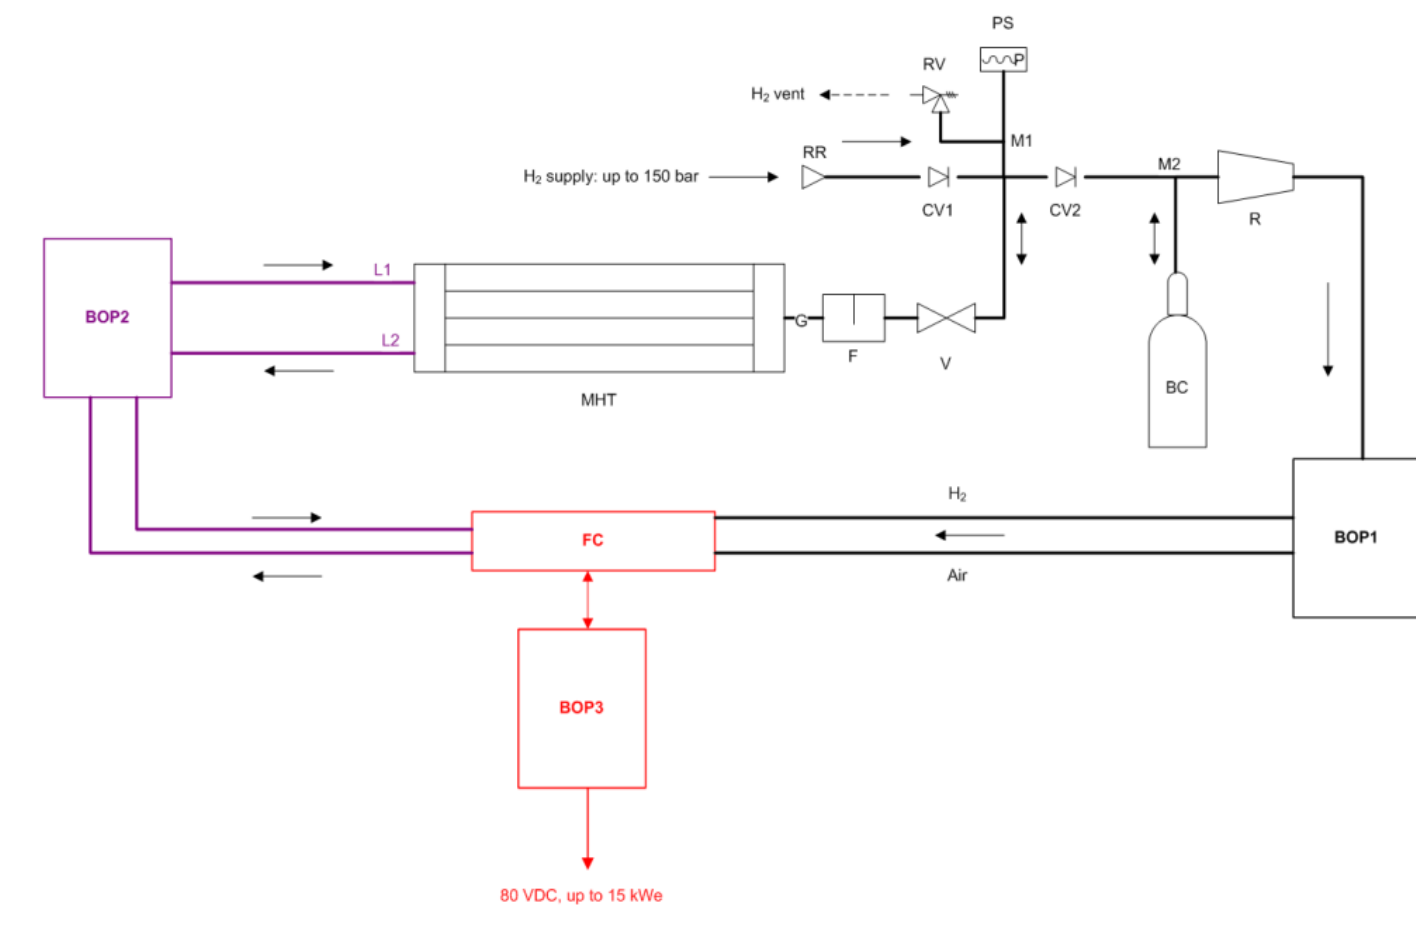 PS
P
RV
H₂ vent
M1
RR
M2
H₂ supply: up to 150 bar
CV1
CV2
R
L1
BOP2
G
L2
F
V
MHT
BC
H₂
FC
BOP1
Air
BOP3
80 VDC, up to 15 kWe